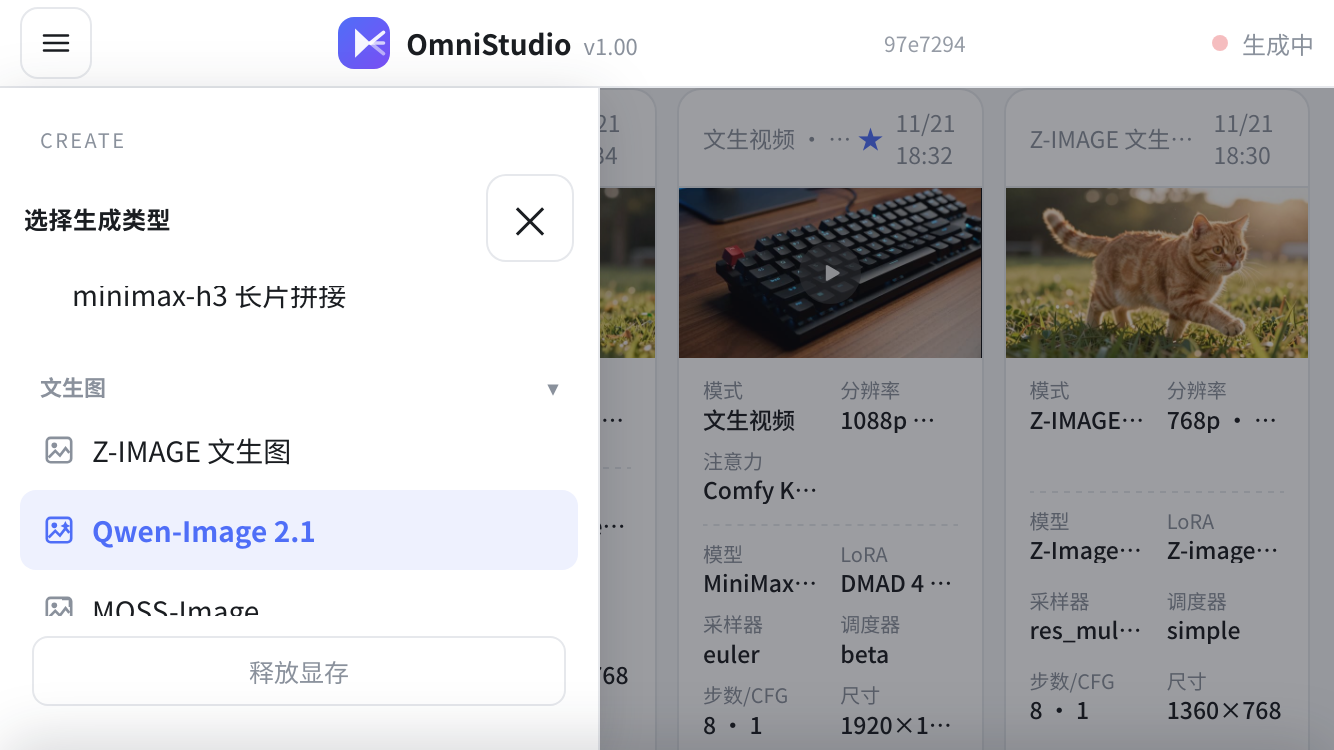 OmniStudio v1.00
97e7294
生成中
CREATE
选择生成类型
minimax-h3 长片拼接
文生图
Z-IMAGE 文生图
Qwen-Image 2.1
MOSS-Image
释放显存
21
34
…
…
768
文生视频 · … ★
11/21
18:32
模式
文生视频
分辨率
1088p …
注意力
Comfy K…
模型
MiniMax…
LoRA
DMAD 4 …
采样器
euler
调度器
beta
步数/CFG
8 · 1
尺寸
1920×1…
Z-IMAGE 文生…
11/21
18:30
模式
Z-IMAGE…
分辨率
768p · …
模型
Z-Image…
LoRA
Z-image…
采样器
res_mul…
调度器
simple
步数/CFG
8 · 1
尺寸
1360×768